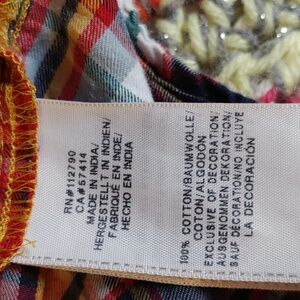 RN#112790
CA#57414
MADE IN INDIA/
HERGESTELLT IN INDIEN/
FABRIQUÉ EN INDE/
HECHO EN INDIA
100% COTTON/BAUMWOLLE/
COTTON/ALGODÓN
EXCLUSIVE OF DECORATION/
AUSGENOMMEN DEKORATION/
SAUF DÉCORATION/NO INCLUYE
LA DECORACIÓN